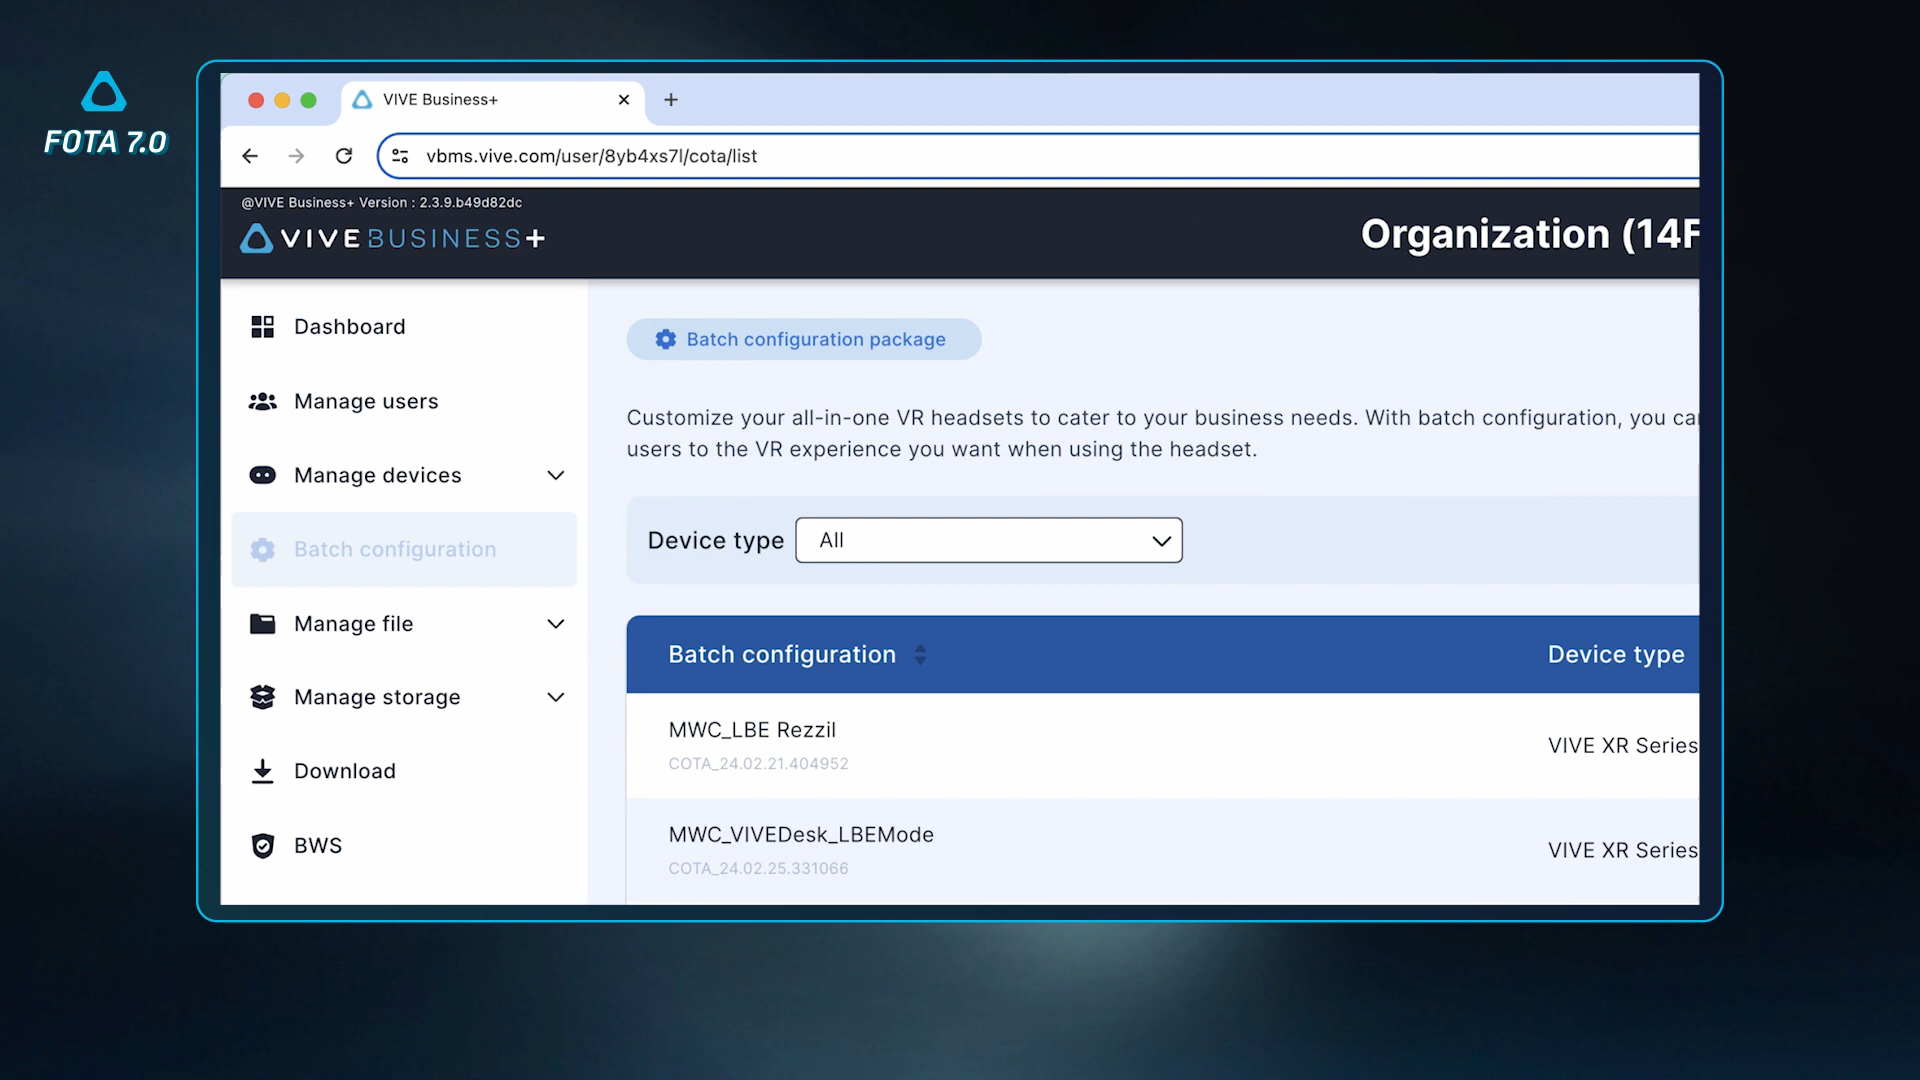 FOTA 7.0
VIVE Business+
vbms.vive.com/user/8yb4xs7l/cota/list
@VIVE Business+ Version : 2.3.9.b49d82dc
VIVE BUSINESS+
Organization (14F
Dashboard
Manage users
Manage devices
Batch configuration
Manage file
Manage storage
Download
BWS
Batch configuration package
Customize your all-in-one VR headsets to cater to your business needs. With batch configuration, you can
users to the VR experience you want when using the headset.
Device type All
Batch configuration Device type
MWC_LBE Rezzil
COTA_24.02.21.404952
VIVE XR Series
MWC_VIVEDesk_LBEMode
COTA_24.02.25.331066
VIVE XR Series